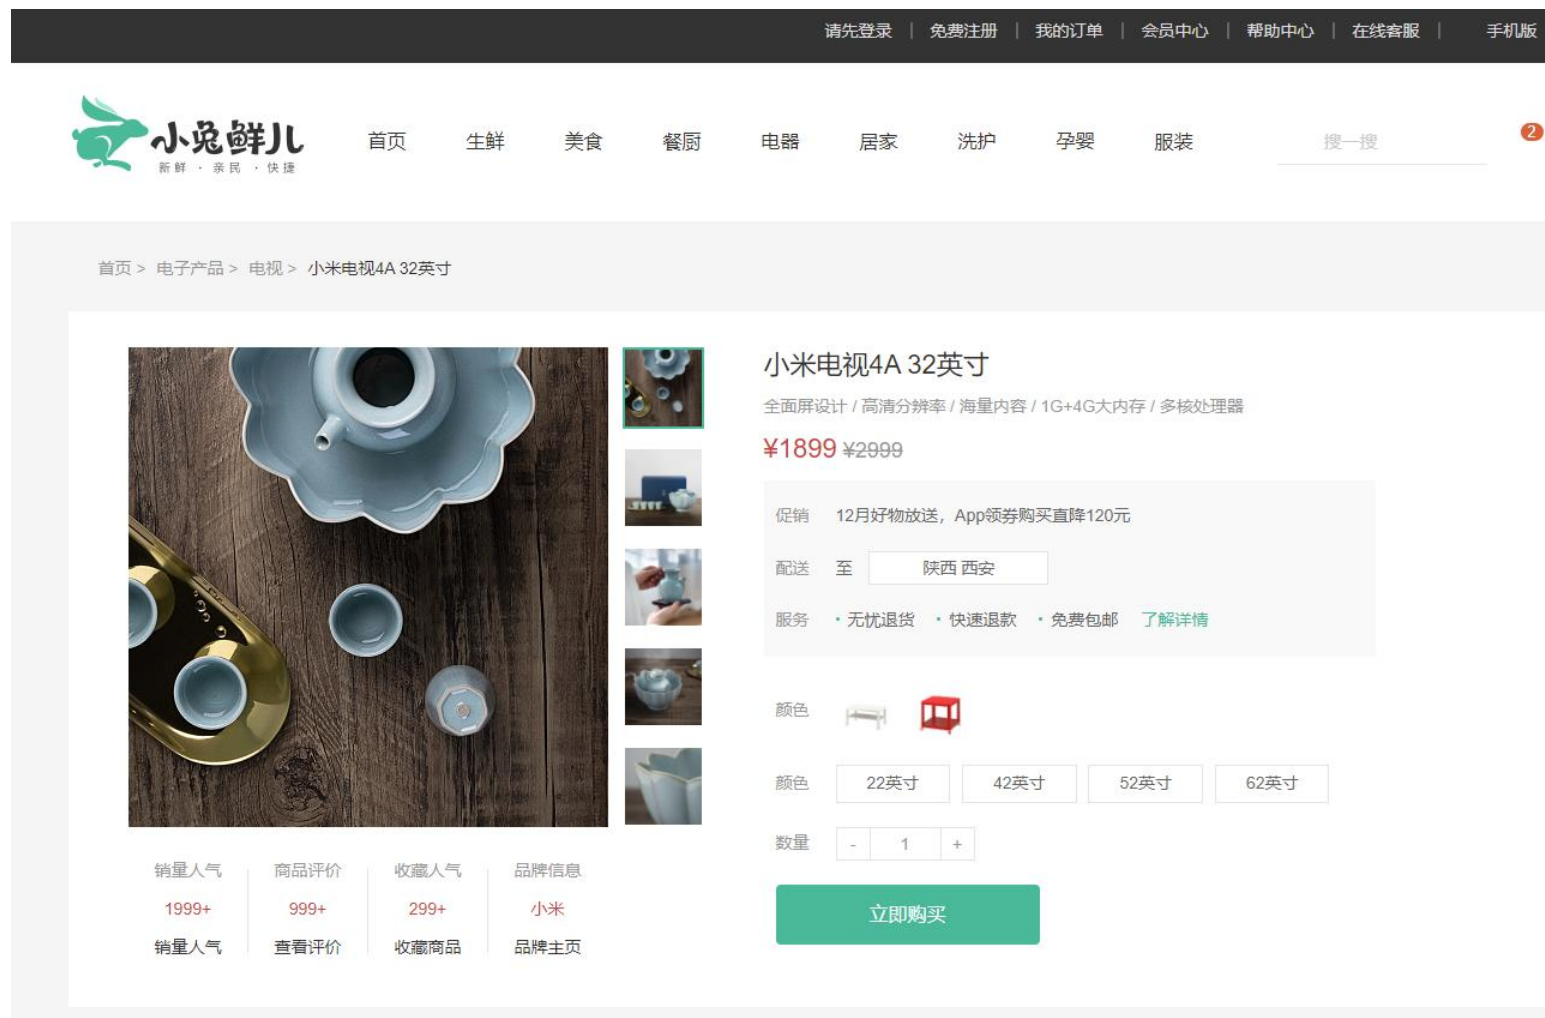 请先登录 | 免费注册 | 我的订单 | 会员中心 | 帮助中心 | 在线客服 | 手机版
小兔鲜儿
新鲜 · 亲民 · 快捷
首页 生鲜 美食 餐厨 电器 居家 洗护 孕婴 服装 搜一搜 2
首页 > 电子产品 > 电视 > 小米电视4A 32英寸
小米电视4A 32英寸
全面屏设计 / 高清分辨率 / 海量内容 / 1G+4G大内存 / 多核处理器
¥1899 ¥2999
促销 12月好物放送，App领券购买直降120元
配送 至 陕西 西安
服务 · 无忧退货 · 快速退款 · 免费包邮 了解详情
颜色
颜色 22英寸 42英寸 52英寸 62英寸
数量 - 1 +
立即购买
销量人气 商品评价 收藏人气 品牌信息
1999+ 999+ 299+ 小米
销量人气 查看评价 收藏商品 品牌主页